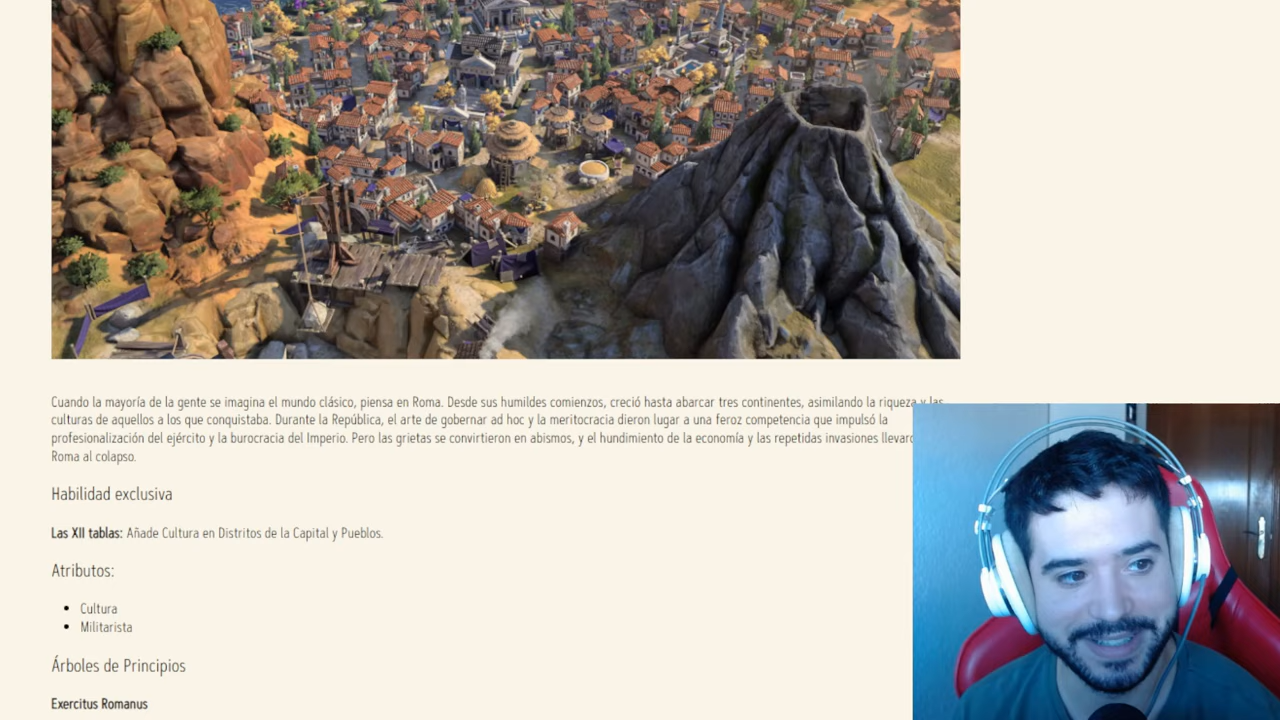 Cuando la mayoría de la gente se imagina el mundo clásico, piensa en Roma. Desde sus humildes comienzos, creció hasta abarcar tres continentes, asimilando la riqueza y las
culturas de aquellos a los que conquistaba. Durante la República, el arte de gobernar ad hoc y la meritocracia dieron lugar a una feroz competencia que impulsó la
profesionalización del ejército y la burocracia del Imperio. Pero las grietas se convirtieron en abismos, y el hundimiento de la economía y las repetidas invasiones
Roma al colapso.
Habilidad exclusiva
Las XII tablas: Añade Cultura en Distritos de la Capital y Pueblos.
Atributos:
• Cultura
• Militarista
Árboles de Principios
Exercitus Romanus